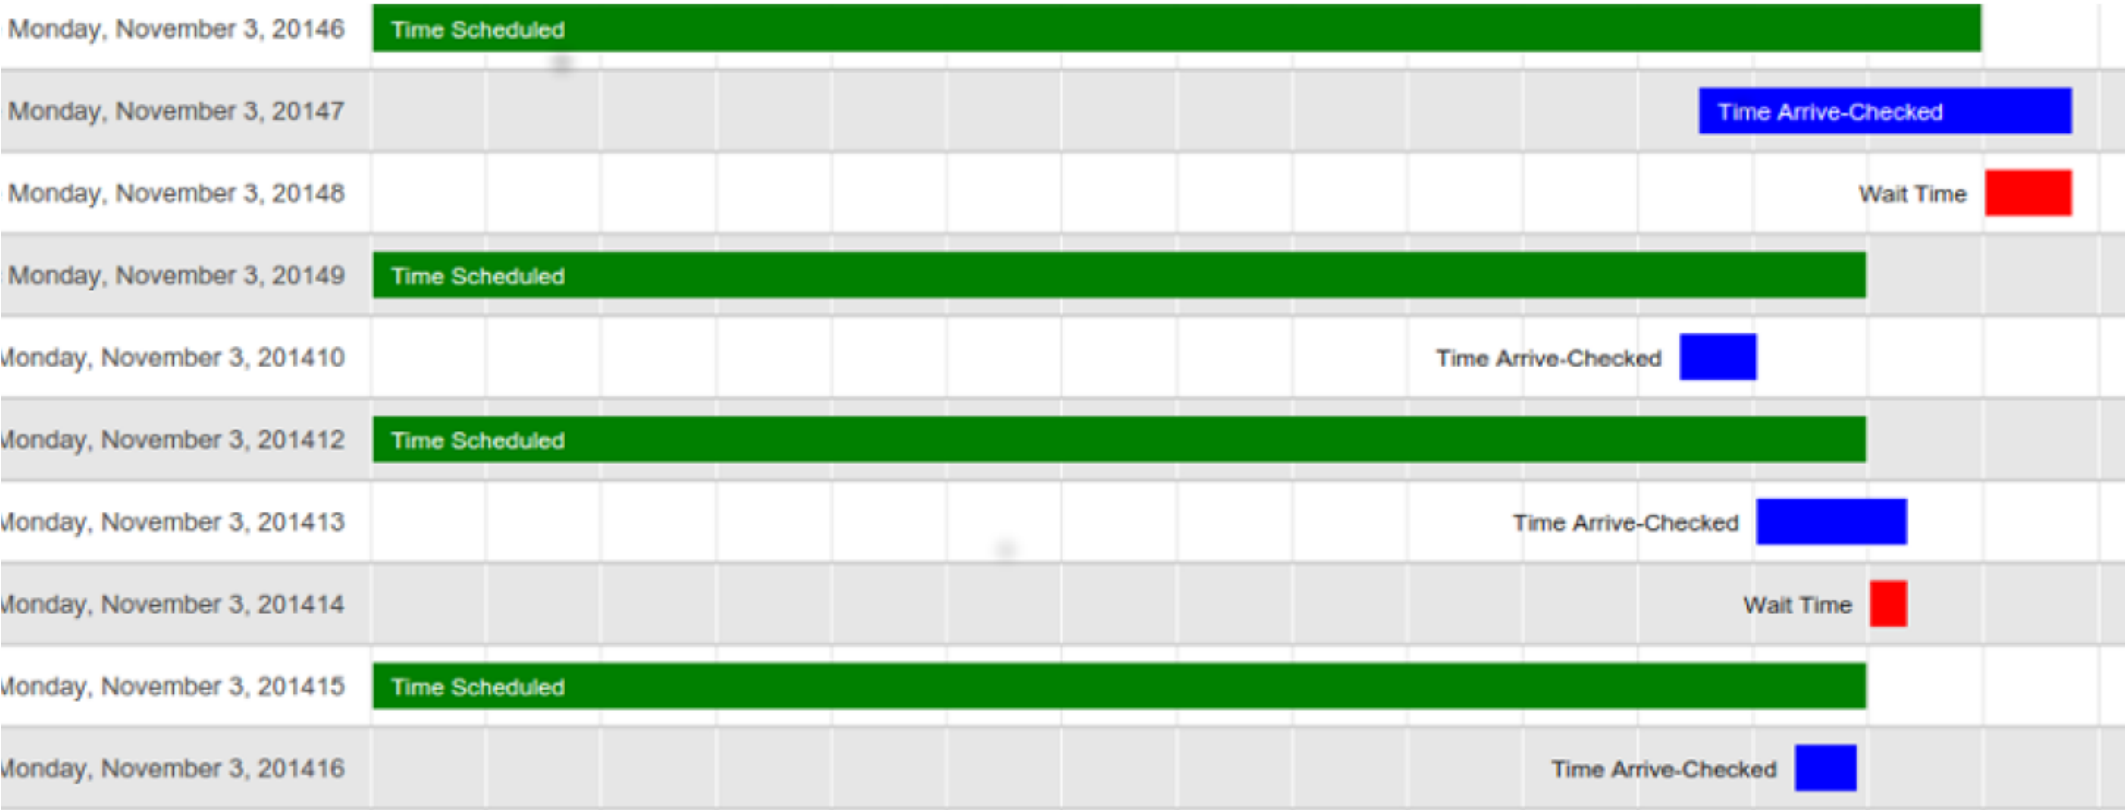 Monday, November 3, 20146 Time Scheduled
Monday, November 3, 20147 Time Arrive-Checked
Monday, November 3, 20148 Wait Time
Monday, November 3, 20149 Time Scheduled
Monday, November 3, 201410 Time Arrive-Checked
Monday, November 3, 201412 Time Scheduled
Monday, November 3, 201413 Time Arrive-Checked
Monday, November 3, 201414 Wait Time
Monday, November 3, 201415 Time Scheduled
Monday, November 3, 201416 Time Arrive-Checked